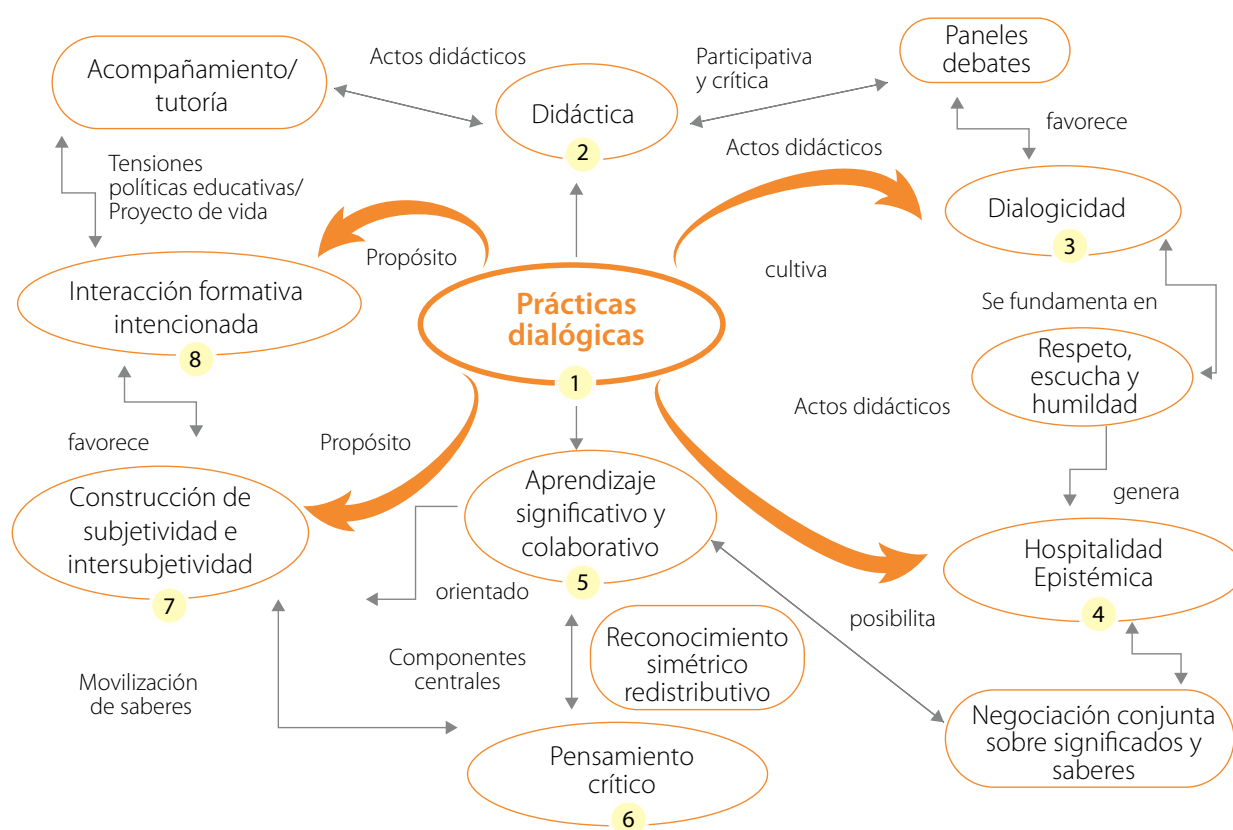 Acompañamiento/
tutoría
Actos didácticos
Didáctica
2
Participativa
y crítica
Paneles
debates
favorece
Actos didácticos
Dialogicidad
3
Tensiones
políticas educativas/
Proyecto de vida
Propósito
cultiva
Interacción formativa
intencionada
8
Prácticas
dialógicas
1
Se fundamenta en
Respeto,
escucha y
humildad
favorece
Propósito
Actos didácticos
genera
Construcción de
subjetividad e
intersubjetividad
7
Aprendizaje
significativo y
colaborativo
5
orientado
Hospitalidad
Epistémica
4
posibilita
Movilización
de saberes
Componentes
centrales
Reconocimiento
simétrico
redistributivo
Negociación conjunta
sobre significados y
saberes
Pensamiento
crítico
6